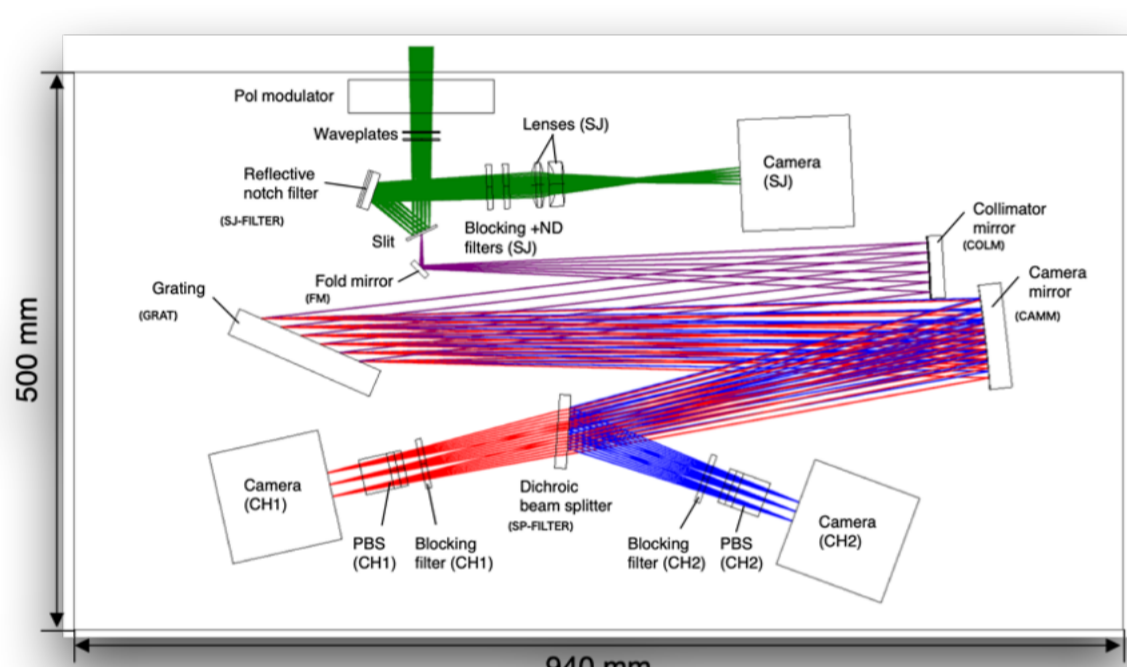 Pol modulator
Waveplates
Lenses (SJ)
Reflective
notch filter
(SJ-FILTER)
Camera
(SJ)
Slit
Blocking +ND
filters (SJ)
Collimator
mirror
(COLM)
Fold mirror
(FM)
Camera
mirror
(CAMM)
Grating
(GRAT)
500 mm
Camera
(CH1)
PBS
(CH1)
Blocking
filter (CH1)
Dichroic
beam splitter
(SP-FILTER)
Blocking
filter (CH2)
PBS
(CH2)
Camera
(CH2)
940 mm